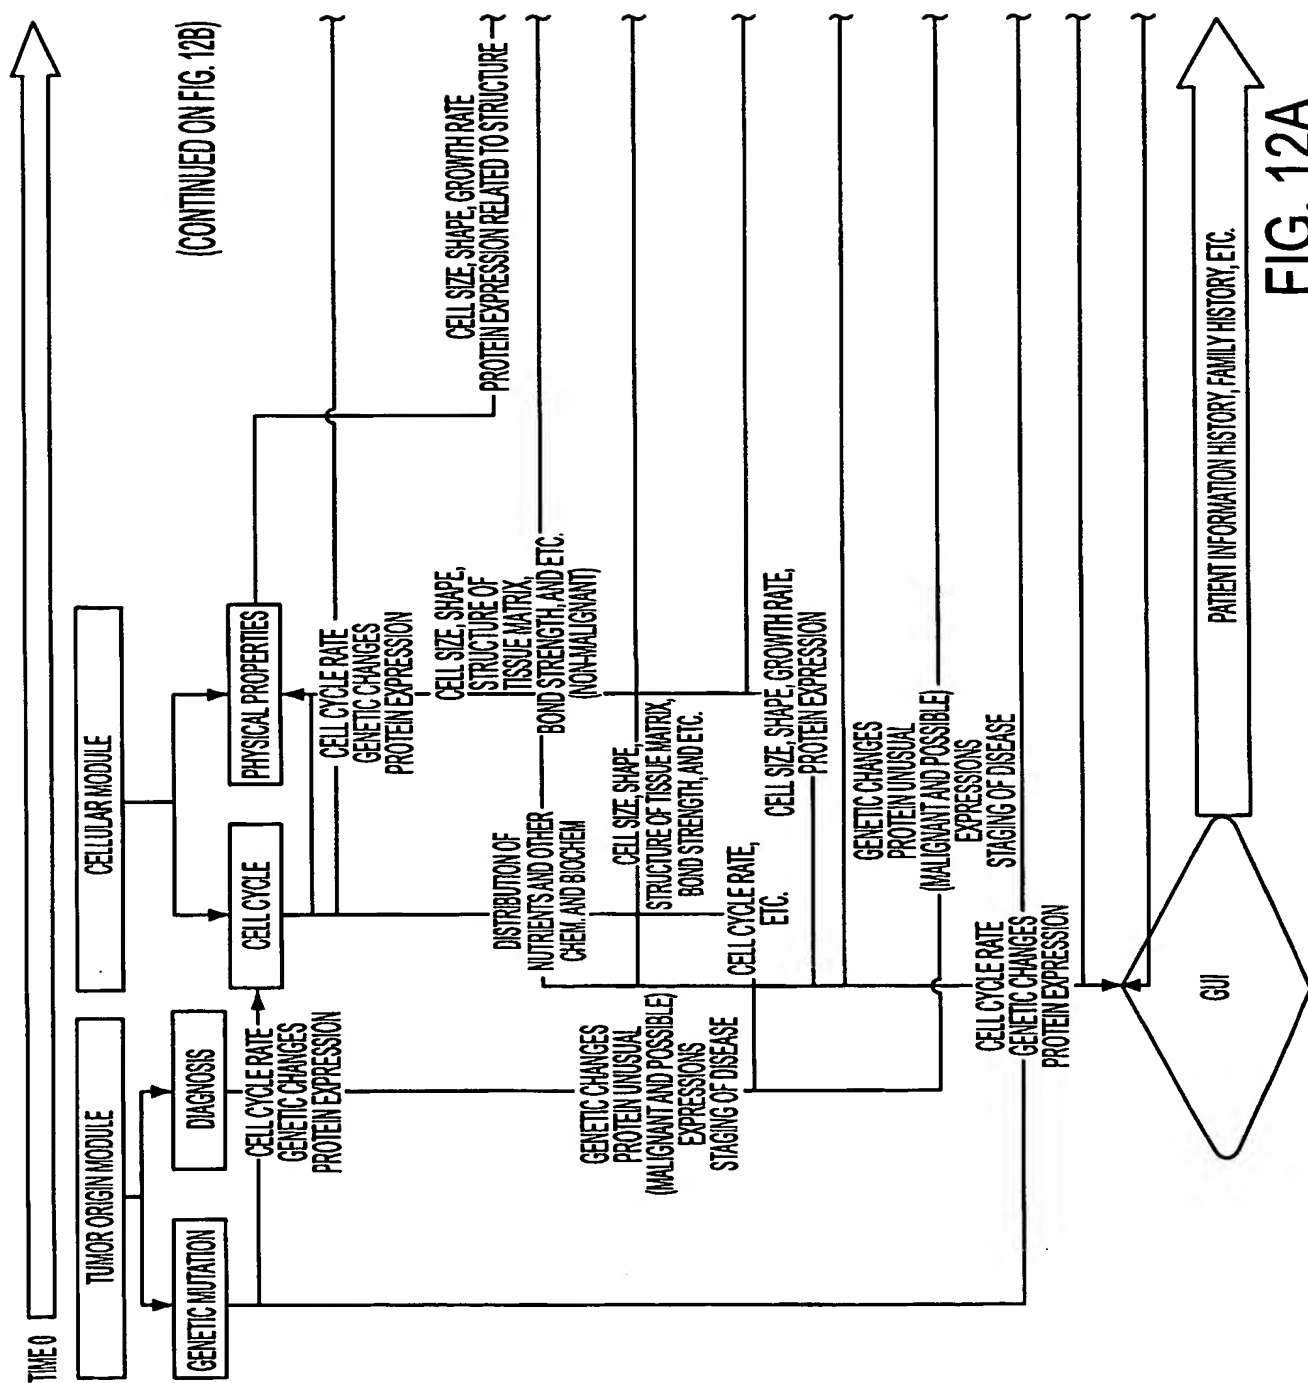 TIME 0
TUMOR ORIGIN MODULE
CELLULAR MODULE
GENETIC MUTATION
DIAGNOSIS
CELL CYCLE
PHYSICAL PROPERTIES
(CONTINUED ON FIG. 12B)
CELL CYCLE RATE
GENETIC CHANGES
PROTEIN EXPRESSION
CELL CYCLE RATE
GENETIC CHANGES
PROTEIN EXPRESSION
CELL SIZE, SHAPE, GROWTH RATE
PROTEIN EXPRESSION RELATED TO STRUCTURE
CELL SIZE, SHAPE,
STRUCTURE OF
TISSUE MATRIX,
BOND STRENGTH, AND ETC.
(NON-MALIGNANT)
DISTRIBUTION OF
NUTRIENTS AND OTHER
CHEM. AND BIOCHEM
GENETIC CHANGES
PROTEIN UNUSUAL
(MALIGNANT AND POSSIBLE)
EXPRESSIONS
STAGING OF DISEASE
CELL SIZE, SHAPE,
STRUCTURE OF TISSUE MATRIX,
BOND STRENGTH, AND ETC.
CELL CYCLE RATE,
ETC.
CELL SIZE, SHAPE, GROWTH RATE,
PROTEIN EXPRESSION
GENETIC CHANGES
PROTEIN UNUSUAL
(MALIGNANT AND POSSIBLE)
EXPRESSIONS
STAGING OF DISEASE
CELL CYCLE RATE
GENETIC CHANGES
PROTEIN EXPRESSION
GUI
PATIENT INFORMATION HISTORY, FAMILY HISTORY, ETC.
FIG. 12A